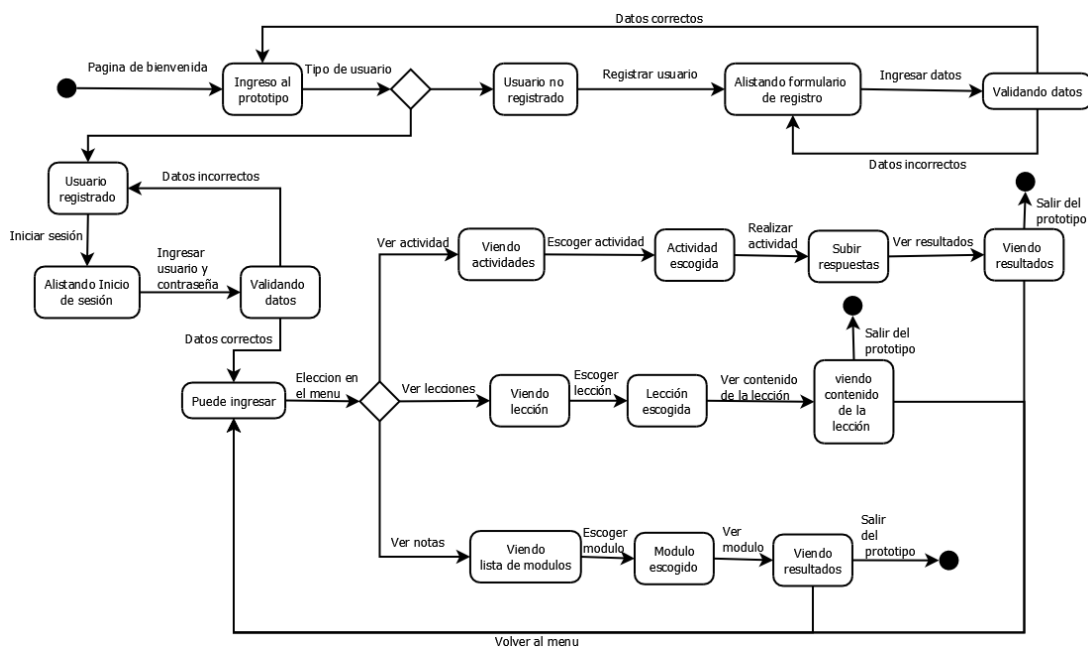 Datos correctos
Pagina de bienvenida
Ingreso al
prototipo
Tipo de usuario
Usuario no
registrado
Registrar usuario
Alistando formulario
de registro
Ingresar datos
Validando datos
Datos incorrectos
Usuario
registrado
Datos incorrectos
Iniciar sesión
Alistando Inicio
de sesión
Ingresar
usuario y
contraseña
Validando
datos
Datos correctos
Puede ingresar
Eleccion en
el menu
Ver actividad
Viendo
actividades
Escoger actividad
Actividad
escogida
Realizar
actividad
Subir
respuestas
Ver resultados
Viendo
resultados
Salir del
prototipo
Ver lecciones
Viendo
lección
Escoger
lección
Lección
escogida
Ver contenido
de la lección
viendo
contenido
de la
lección
Salir del
prototipo
Ver notas
Viendo
lista de modulos
Escoger
modulo
Modulo
escogido
Ver
modulo
Viendo
resultados
Salir
del
prototipo
Volver al menu